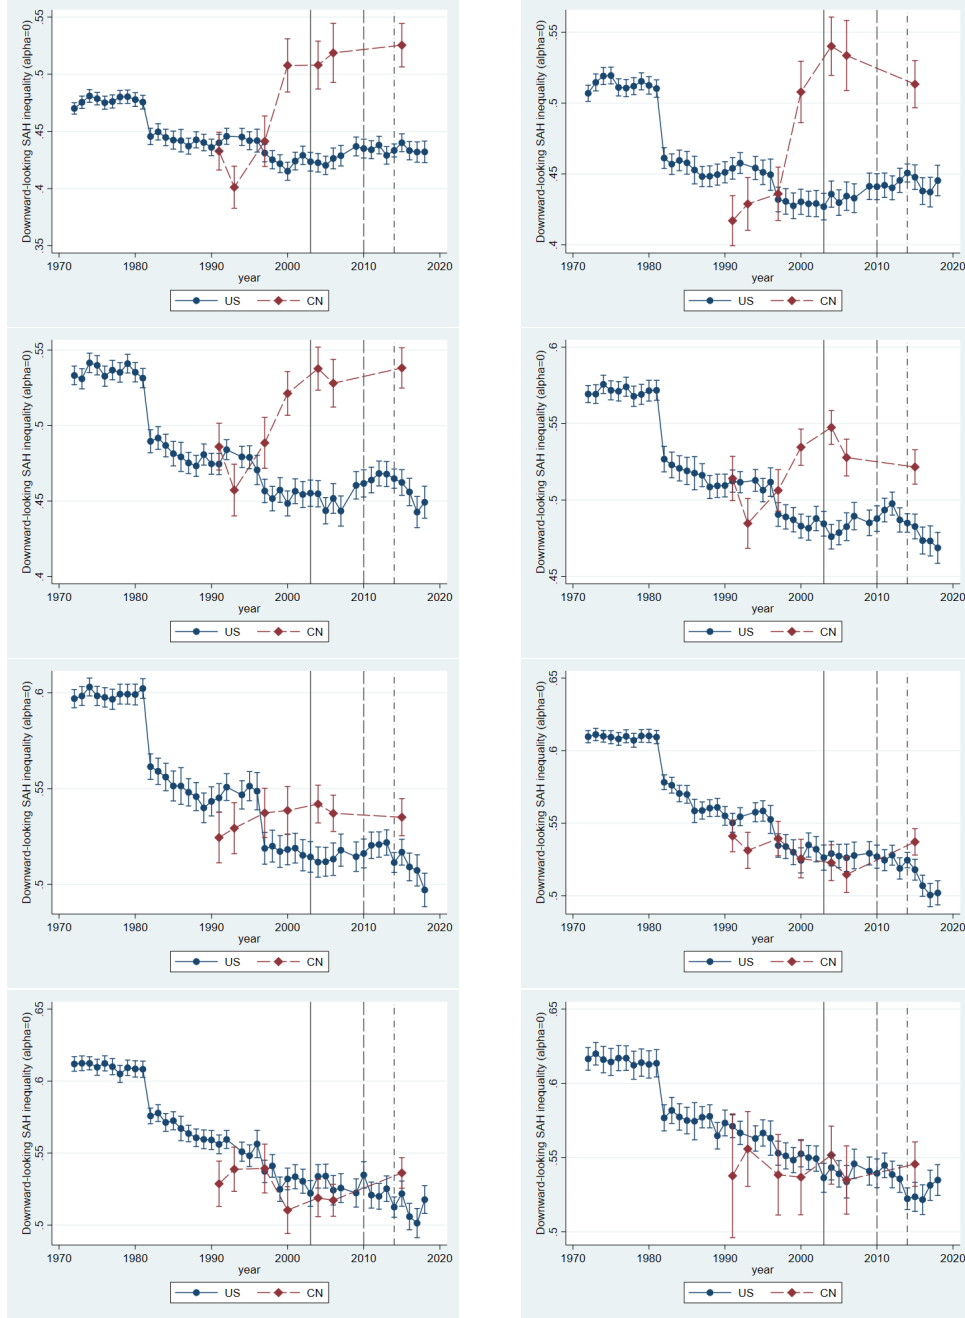 Downward-looking SAH inequality (alpha=0)
.55
.5
.45
.4
.35
1970 1980 1990 2000 2010 2020
year
US CN
Downward-looking SAH inequality (alpha=0)
.55
.5
.45
.4
1970 1980 1990 2000 2010 2020
year
US CN
Downward-looking SAH inequality (alpha=0)
.55
.5
.45
.4
1970 1980 1990 2000 2010 2020
year
US CN
Downward-looking SAH inequality (alpha=0)
.6
.55
.5
.45
1970 1980 1990 2000 2010 2020
year
US CN
Downward-looking SAH inequality (alpha=0)
.6
.55
.5
1970 1980 1990 2000 2010 2020
year
US CN
Downward-looking SAH inequality (alpha=0)
.65
.6
.55
.5
1970 1980 1990 2000 2010 2020
year
US CN
Downward-looking SAH inequality (alpha=0)
.65
.6
.55
.5
1970 1980 1990 2000 2010 2020
year
US CN
Downward-looking SAH inequality (alpha=0)
.65
.6
.55
.5
1970 1980 1990 2000 2010 2020
year
US CN